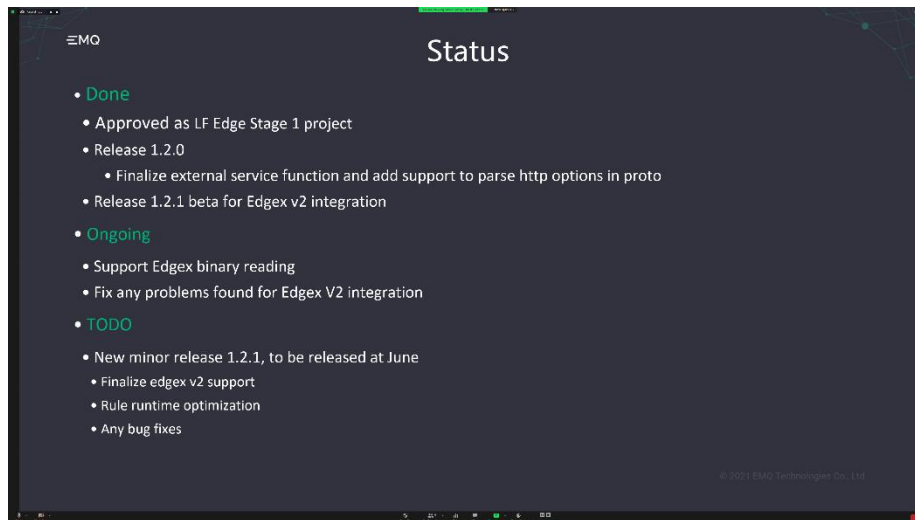 EMQ
Status
Done
Approved as LF Edge Stage 1 project
Release 1.2.0
Finalize external service function and add support to parse http options in proto
Release 1.2.1 beta for Edgex v2 integration
Ongoing
Support Edgex binary reading
Fix any problems found for Edgex V2 integration
TODO
New minor release 1.2.1, to be released at June
Finalize edgex v2 support
Rule runtime optimization
Any bug fixes
© 2021 EMQ Technologies Co., Ltd